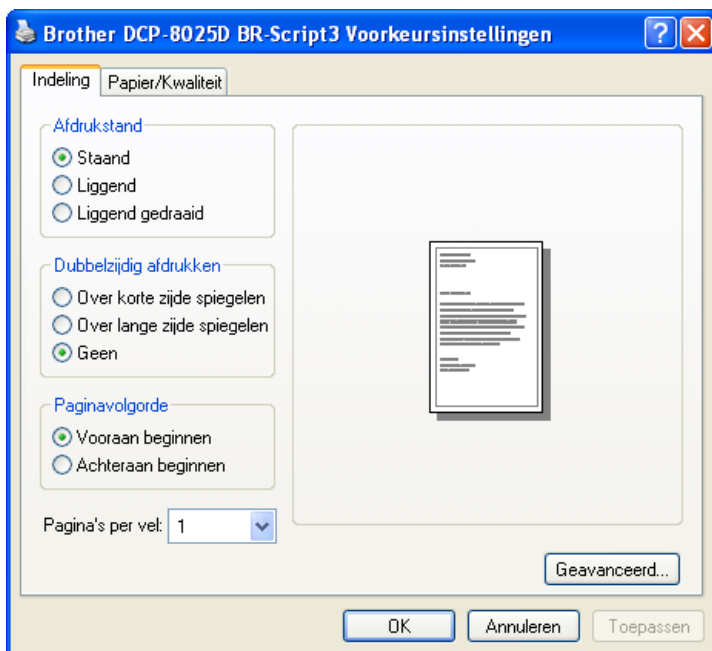 Brother DCP-8025D BR-Script3 Voorkeursinstellingen
Indeling
Papier/Kwaliteit
Afdrukstand
Staand
Liggend
Liggend gedraaid
Dubbelzijdig afdrukken
Over korte zijde spiegelen
Over lange zijde spiegelen
Geen
Paginavolgorde
Vooraan beginnen
Achteraan beginnen
Pagina's per vel: 1
Geavanceerd...
OK
Annuleren
Toepassen